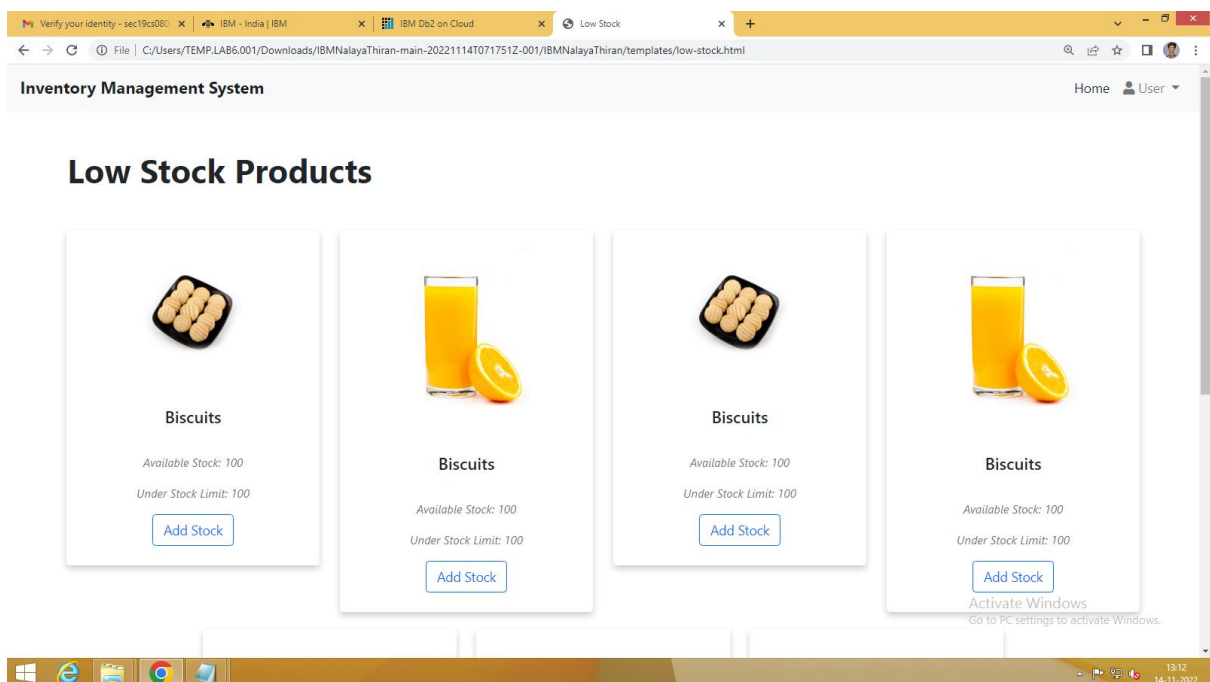 Verify your identity - sec19cs080
IBM - India | IBM
IBM Db2 on Cloud
Low Stock
File | C:/Users/TEMP.LAB6.001/Downloads/IBMNalayaThiran-main-20221114T071751Z-001/IBMNalayaThiran/templates/low-stock.html
Inventory Management System
Home
User
Low Stock Products
Biscuits
Available Stock: 100
Under Stock Limit: 100
Add Stock
Biscuits
Available Stock: 100
Under Stock Limit: 100
Add Stock
Biscuits
Available Stock: 100
Under Stock Limit: 100
Add Stock
Biscuits
Available Stock: 100
Under Stock Limit: 100
Add Stock
Activate Windows
Go to PC settings to activate Windows.
13:12
14-11-2022